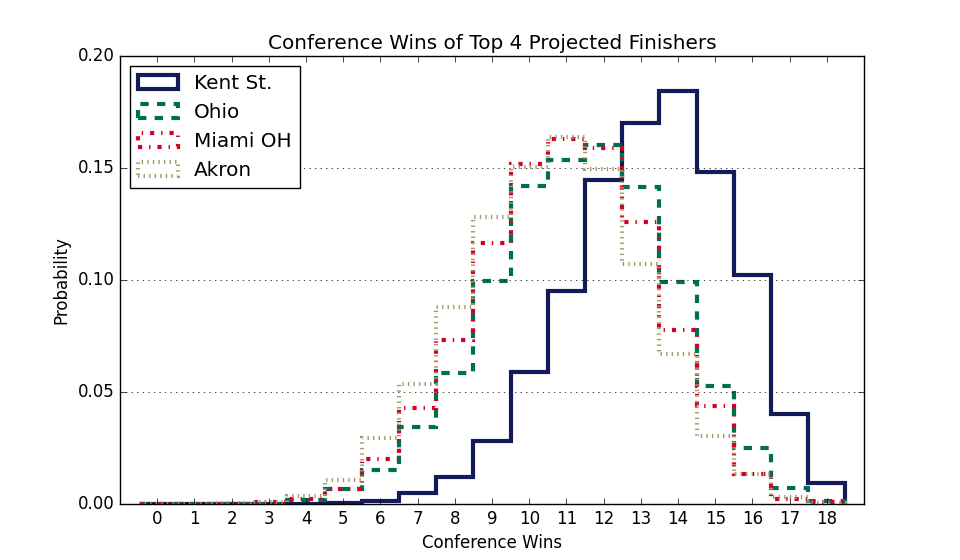 Conference Wins of Top 4 Projected Finishers
0.20
0.15
0.10
0.05
0.00
Probability
Kent St.
Ohio
Miami OH
Akron
0 1 2 3 4 5 6 7 8 9 10 11 12 13 14 15 16 17 18
Conference Wins